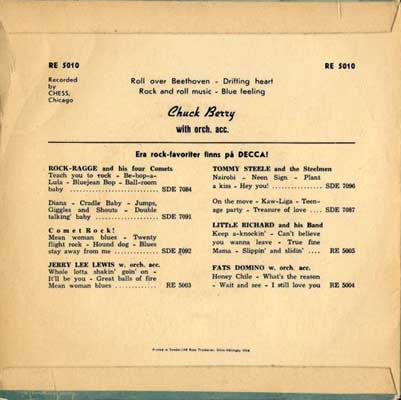 RE 5010
RE 5010
Recorded
by
CHESS,
Chicago
Roll over Beethoven - Drifting heart
Rock and roll music - Blue feeling
Chuck Berry
with orch. acc.
Era rock-favoriter finns på DECCA!
ROCK-RAGGE and his four Comets
Teach you to rock - Be-bop-a-
Lula - Bluejean Bop - Ball-room
baby ........................ SDE 7084
Diana - Cradle Baby - Jumps,
Giggles and Shouts - Double
talking' baby .............. SDE 7091
Comet Rock!
Mean woman blues - Twenty
flight rock - Hound dog - Blues
stay away from me ........ SDE 7092
JERRY LEE LEWIS w. orch. acc.
Whole lotta shakin' goin' on -
It'll be you - Great balls of fire
Mean woman blues ............. RE 5003
TOMMY STEELE and the Steelmen
Nairobi - Neon Sign - Plant
a kiss - Hey you! ............ SDE 7096
On the move - Kaw-Liga - Teen-
age party - Treasure of love .... SDE 7087
LITTLE RICHARD and his Band
Keep a-knockin' - Can't believe
you wanna leave - True fine
Mama - Slippin' and slidin' .... RE 5005
FATS DOMINO w. orch. acc.
Honey Chile - What's the reason
- Wait and see - I still love you RE 5004
Printed in Sweden